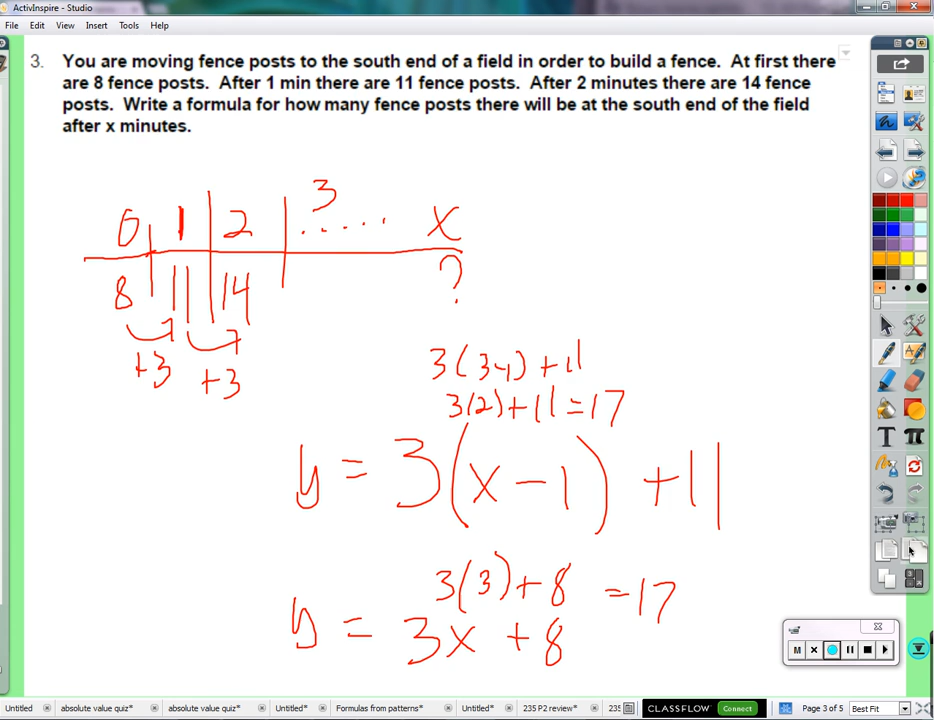 ActivInspire - Studio
File Edit View Insert Tools Help
3. You are moving fence posts to the south end of a field in order to build a fence. At first there
are 8 fence posts. After 1 min there are 11 fence posts. After 2 minutes there are 14 fence
posts. Write a formula for how many fence posts there will be at the south end of the field
after x minutes.
3
0 1 2 ..... x
8 11 14 ?
+3 +3
3(3-1) +11
3(2)+11=17
y = 3(x-1) +11
3(3)+8 =17
y = 3x +8
M
Untitled absolute value quiz* absolute value quiz* Untitled* Formulas from patterns* Untitled* 235 P2 review* 235 CLASSFLOW Connect Page 3 of 5 Best Fit